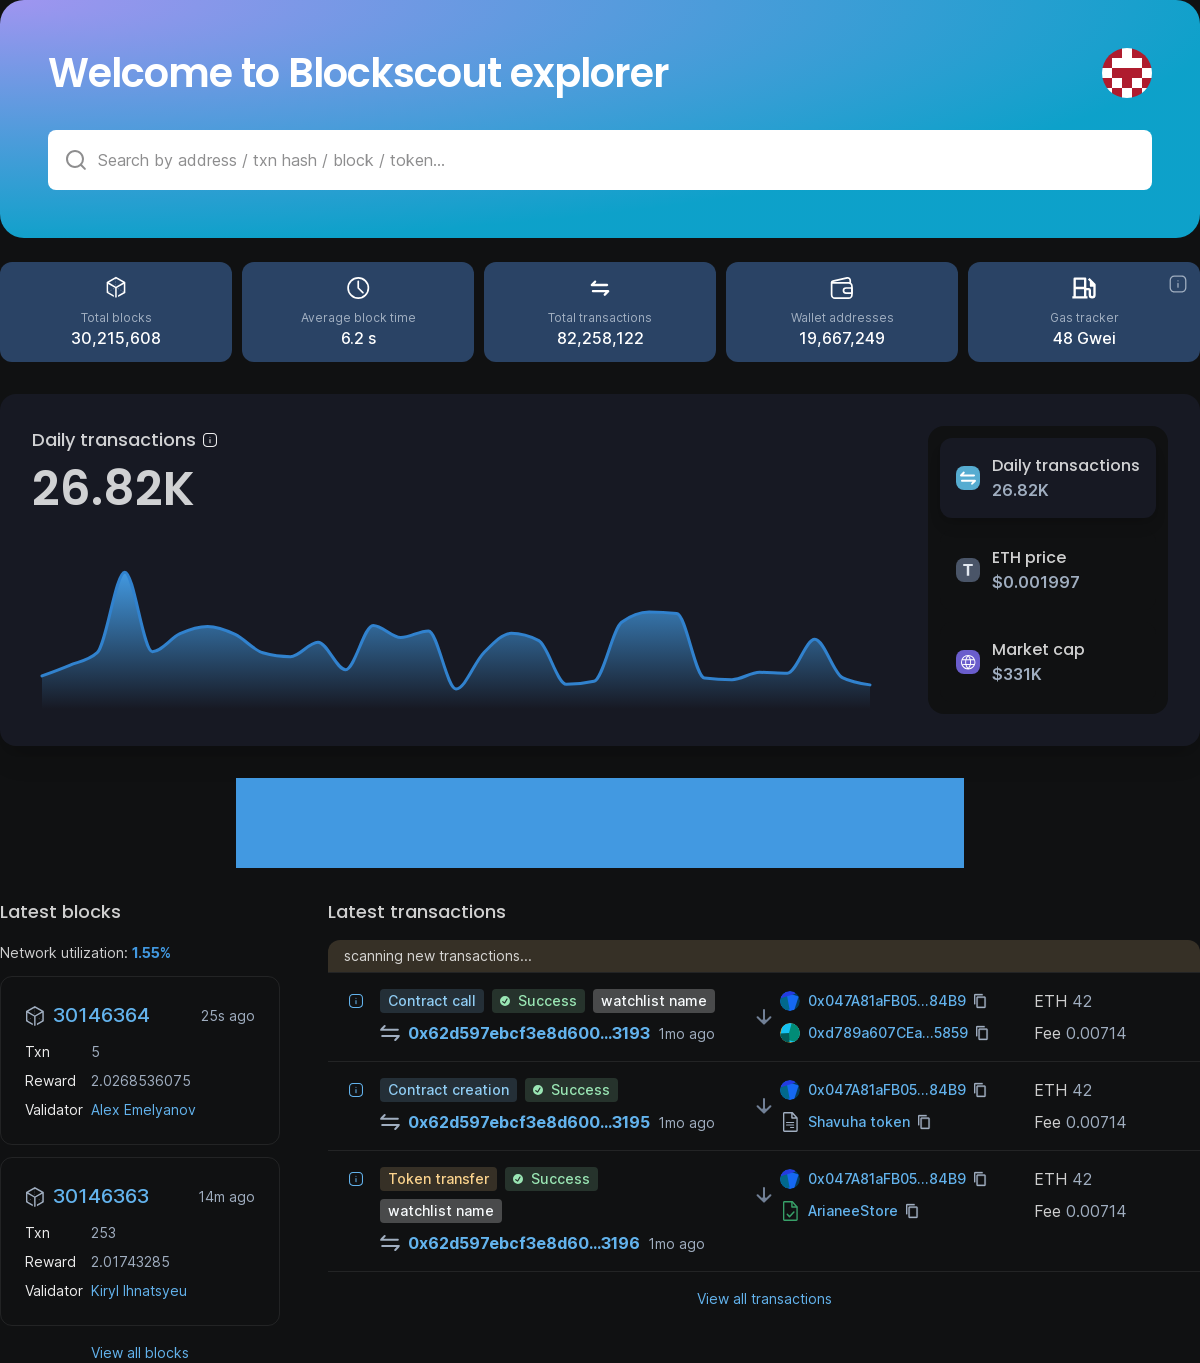 Welcome to Blockscout explorer
Search by address / txn hash / block / token...
Total blocks
30,215,608
Average block time
6.2 s
Total transactions
82,258,122
Wallet addresses
19,667,249
Gas tracker
48 Gwei
Daily transactions
26.82K
Daily transactions
26.82K
T
ETH price
$0.001997
Market cap
$331K
Latest blocks
Network utilization: 1.55%
30146364 25s ago
Txn 5
Reward 2.0268536075
Validator Alex Emelyanov
30146363 14m ago
Txn 253
Reward 2.01743285
Validator Kiryl Ihnatsyeu
View all blocks
Latest transactions
scanning new transactions...
Contract call Success watchlist name
0x62d597ebcf3e8d600...3193 1mo ago
0x047A81aFB05...84B9
0xd789a607CEa...5859
ETH 42
Fee 0.00714
Contract creation Success
0x62d597ebcf3e8d600...3195 1mo ago
0x047A81aFB05...84B9
Shavuha token
ETH 42
Fee 0.00714
Token transfer Success
watchlist name
0x62d597ebcf3e8d60...3196 1mo ago
0x047A81aFB05...84B9
ArianeeStore
ETH 42
Fee 0.00714
View all transactions